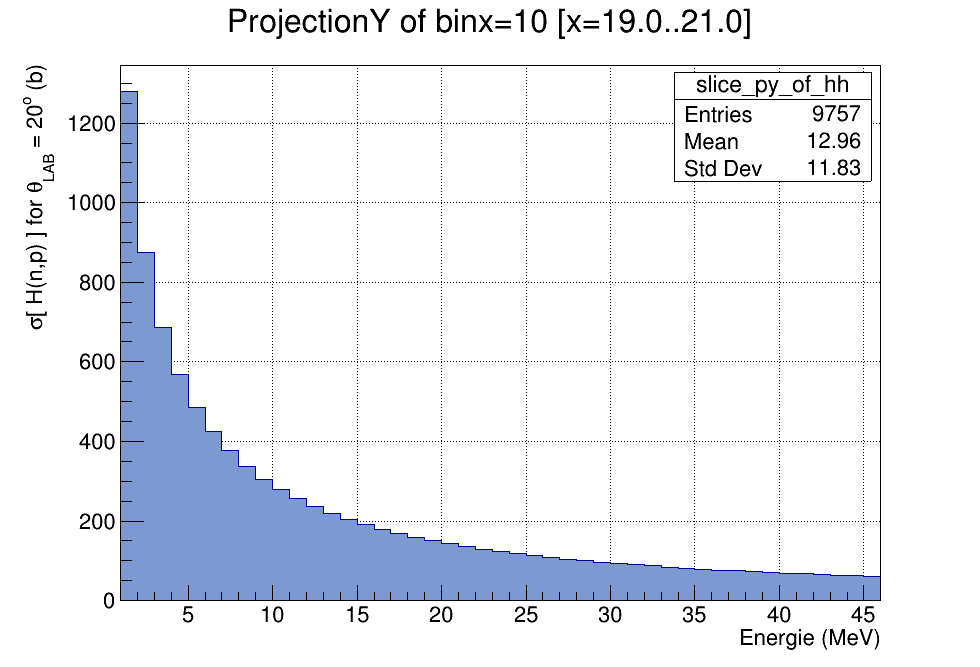 ProjectionY of binx=10 [x=19.0..21.0]
σ[ H(n,p) ] for θLAB = 20° (b)
slice_py_of_hh
Entries 9757
Mean 12.96
Std Dev 11.83
1200
1000
800
600
400
200
0
5 10 15 20 25 30 35 40 45
Energie (MeV)